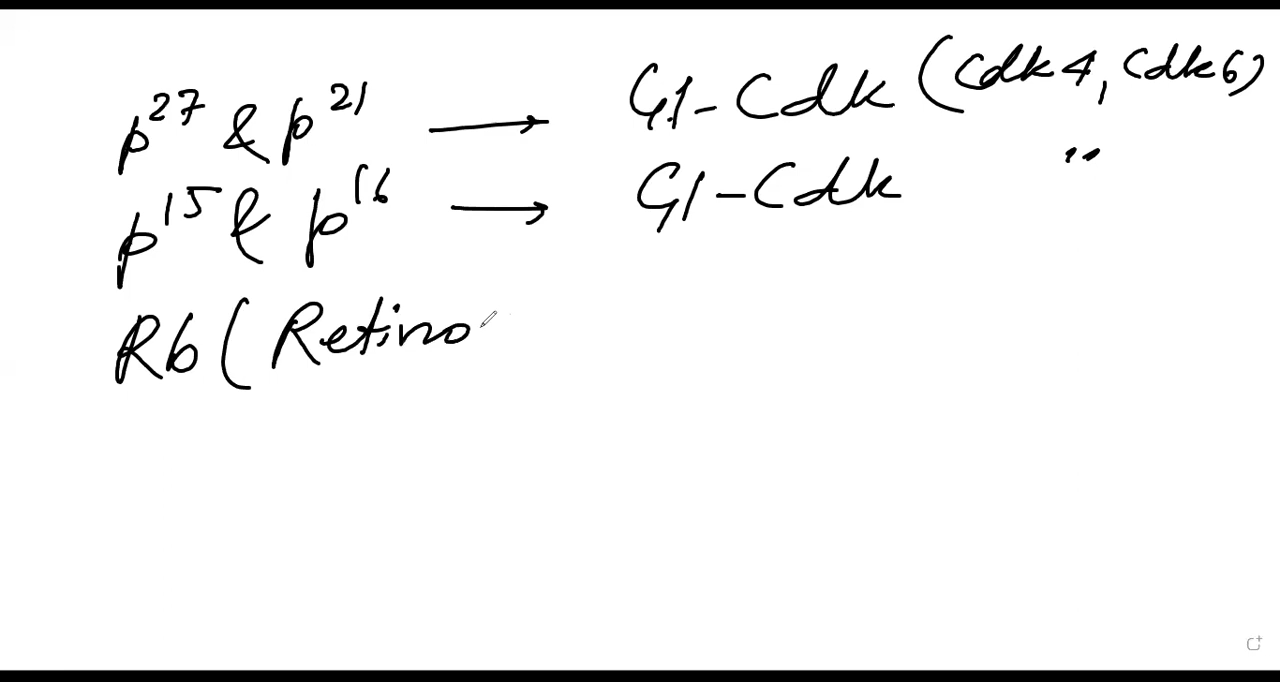 p27 & p21 → G1-Cdk (Cdk4, Cdk6)
p15 & p16 → G1-Cdk "
Rb ( Retino